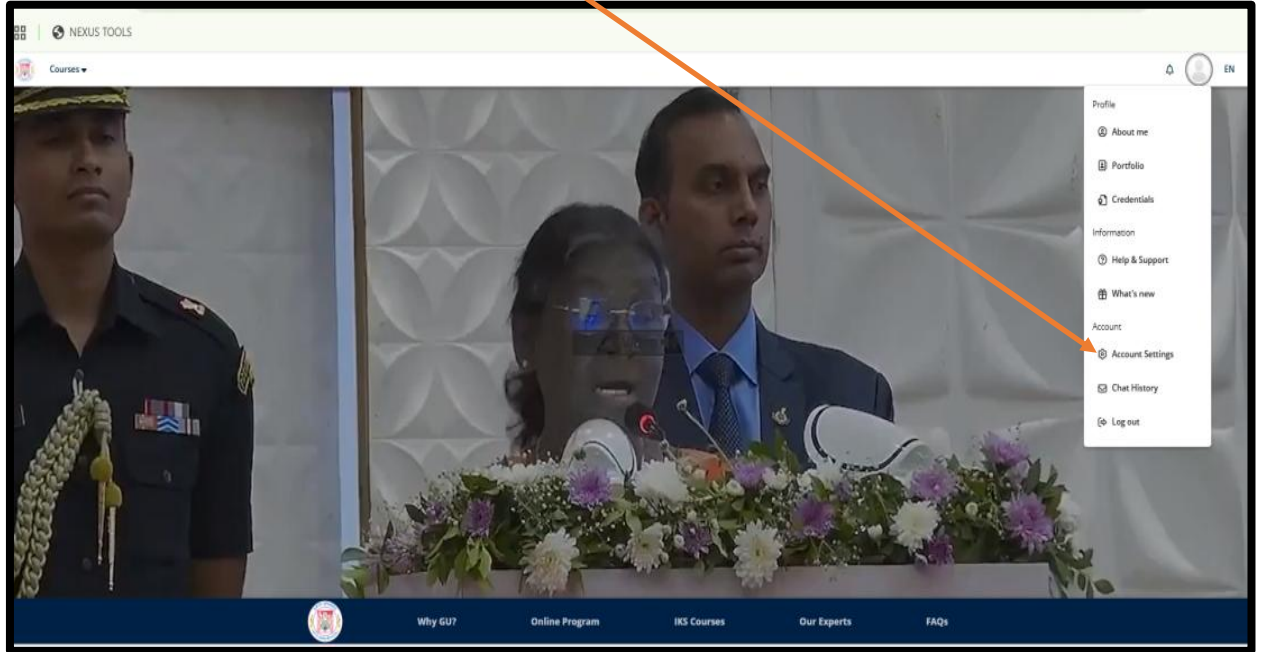 NEXUS TOOLS
Courses
EN
Profile
About me
Portfolio
Credentials
Information
Help & Support
What's new
Account
Account Settings
Chat History
Log out
Why GU? Online Program IKS Courses Our Experts FAQs